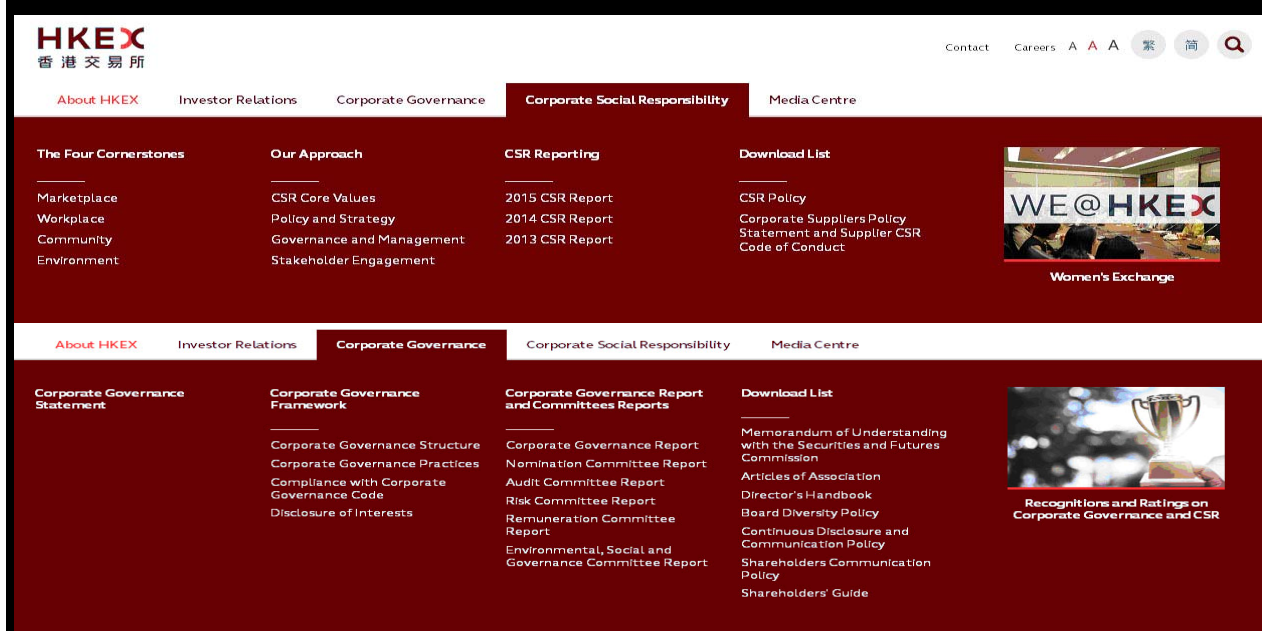 HKEX
香港交易所
Contact Careers A A A 繁 简
About HKEX Investor Relations Corporate Governance Corporate Social Responsibility Media Centre
The Four Cornerstones
Marketplace
Workplace
Community
Environment
Our Approach
CSR Core Values
Policy and Strategy
Governance and Management
Stakeholder Engagement
CSR Reporting
2015 CSR Report
2014 CSR Report
2013 CSR Report
Download List
CSR Policy
Corporate Suppliers Policy
Statement and Supplier CSR
Code of Conduct
WE@HKEX
Women's Exchange
About HKEX Investor Relations Corporate Governance Corporate Social Responsibility Media Centre
Corporate Governance
Statement
Corporate Governance
Framework
Corporate Governance Structure
Corporate Governance Practices
Compliance with Corporate
Governance Code
Disclosure of Interests
Corporate Governance Report
and Committees Reports
Corporate Governance Report
Nomination Committee Report
Audit Committee Report
Risk Committee Report
Remuneration Committee
Report
Environmental, Social and
Governance Committee Report
Download List
Memorandum of Understanding
with the Securities and Futures
Commission
Articles of Association
Director's Handbook
Board Diversity Policy
Continuous Disclosure and
Communication Policy
Shareholders Communication
Policy
Shareholders' Guide
Recognitions and Ratings on
Corporate Governance and CSR